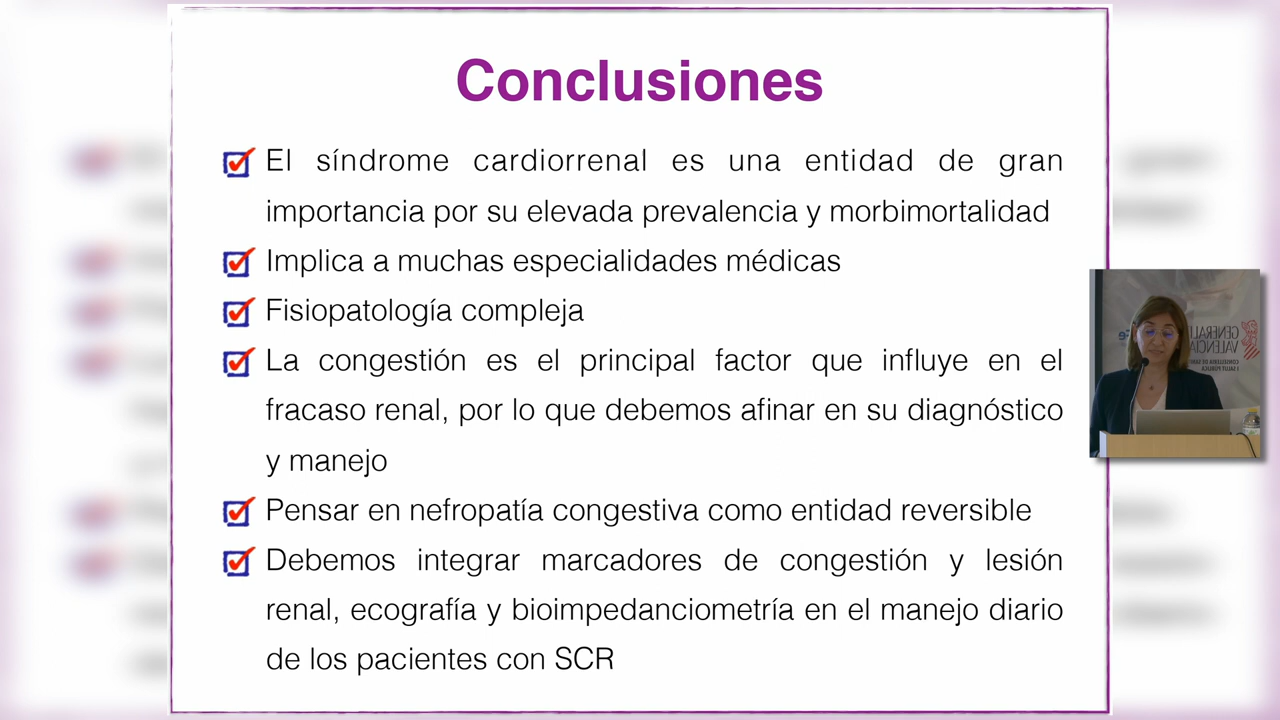 Conclusiones
El síndrome cardiorrenal es una entidad de gran
importancia por su elevada prevalencia y morbimortalidad
Implica a muchas especialidades médicas
Fisiopatología compleja
La congestión es el principal factor que influye en el
fracaso renal, por lo que debemos afinar en su diagnóstico
y manejo
Pensar en nefropatía congestiva como entidad reversible
Debemos integrar marcadores de congestión y lesión
renal, ecografía y bioimpedanciometría en el manejo diario
de los pacientes con SCR
GENERALI
VALENCIA